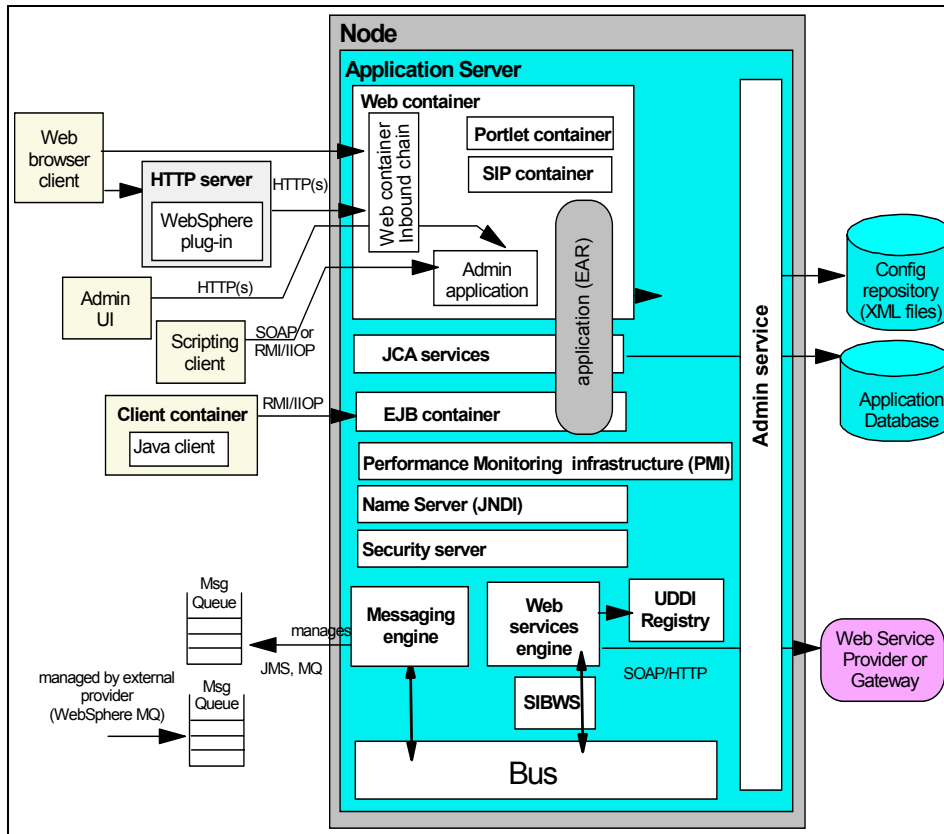 Node
Application Server
Web container
Web container
Inbound chain
Portlet container
SIP container
Admin
application
application (EAR)
Web
browser
client
HTTP server
WebSphere
plug-in
HTTP(s)
Admin
UI
HTTP(s)
Scripting
client
SOAP or
RMI/IIOP
Client container
Java client
RMI/IIOP
JCA services
EJB container
Performance Monitoring infrastructure (PMI)
Name Server (JNDI)
Security server
Admin service
Config
repository
(XML files)
Application
Database
Msg
Queue
manages
JMS, MQ
Messaging
engine
Web
services
engine
UDDI
Registry
SOAP/HTTP
Web Service
Provider or
Gateway
managed by external
provider
(WebSphere MQ)
Msg
Queue
SIBWS
Bus